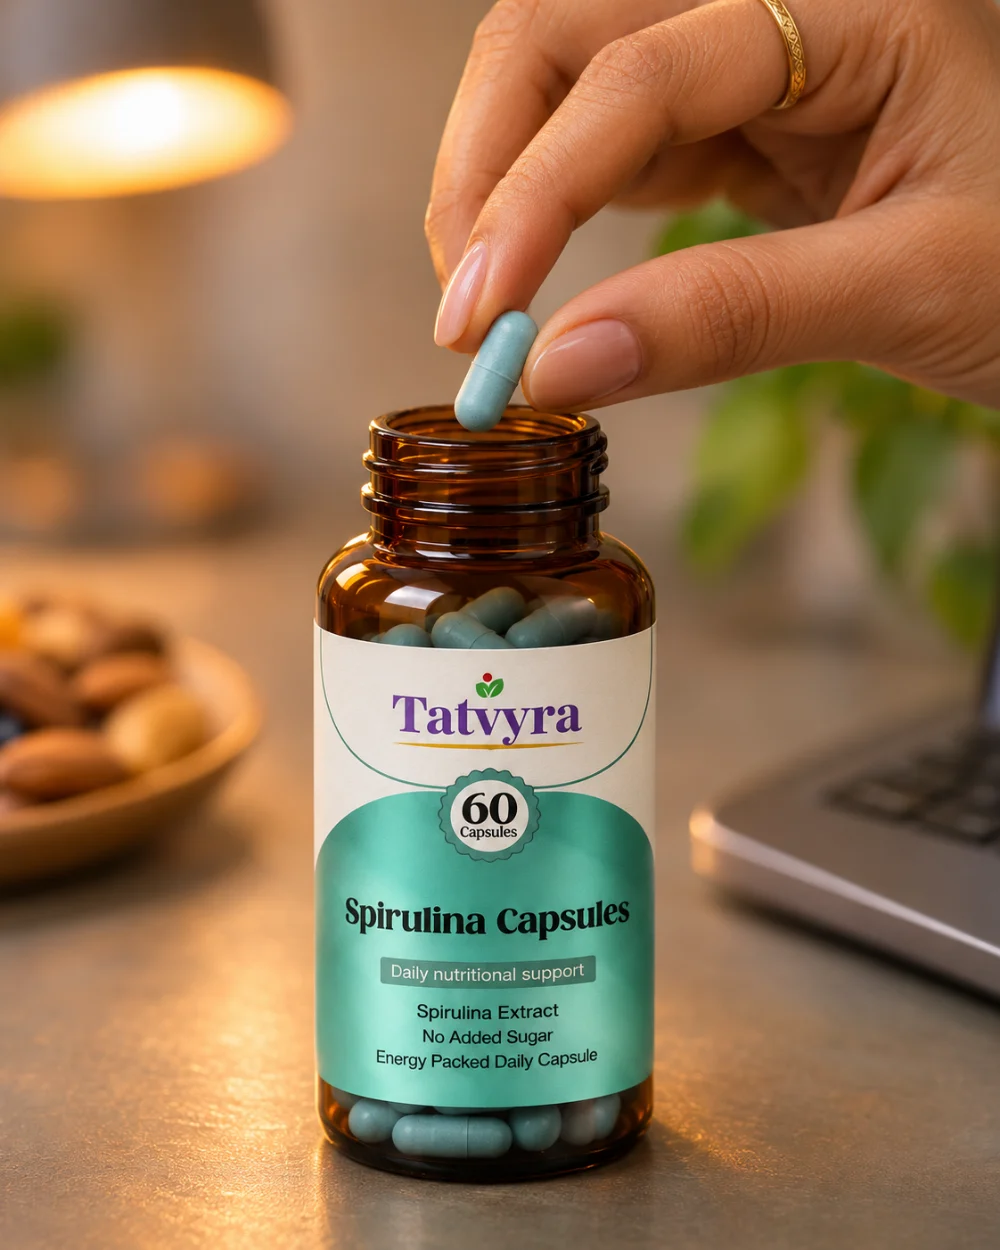 Tatvyra
60
Capsules
Spirulina Capsules
Daily nutritional support
Spirulina Extract
No Added Sugar
Energy Packed Daily Capsule